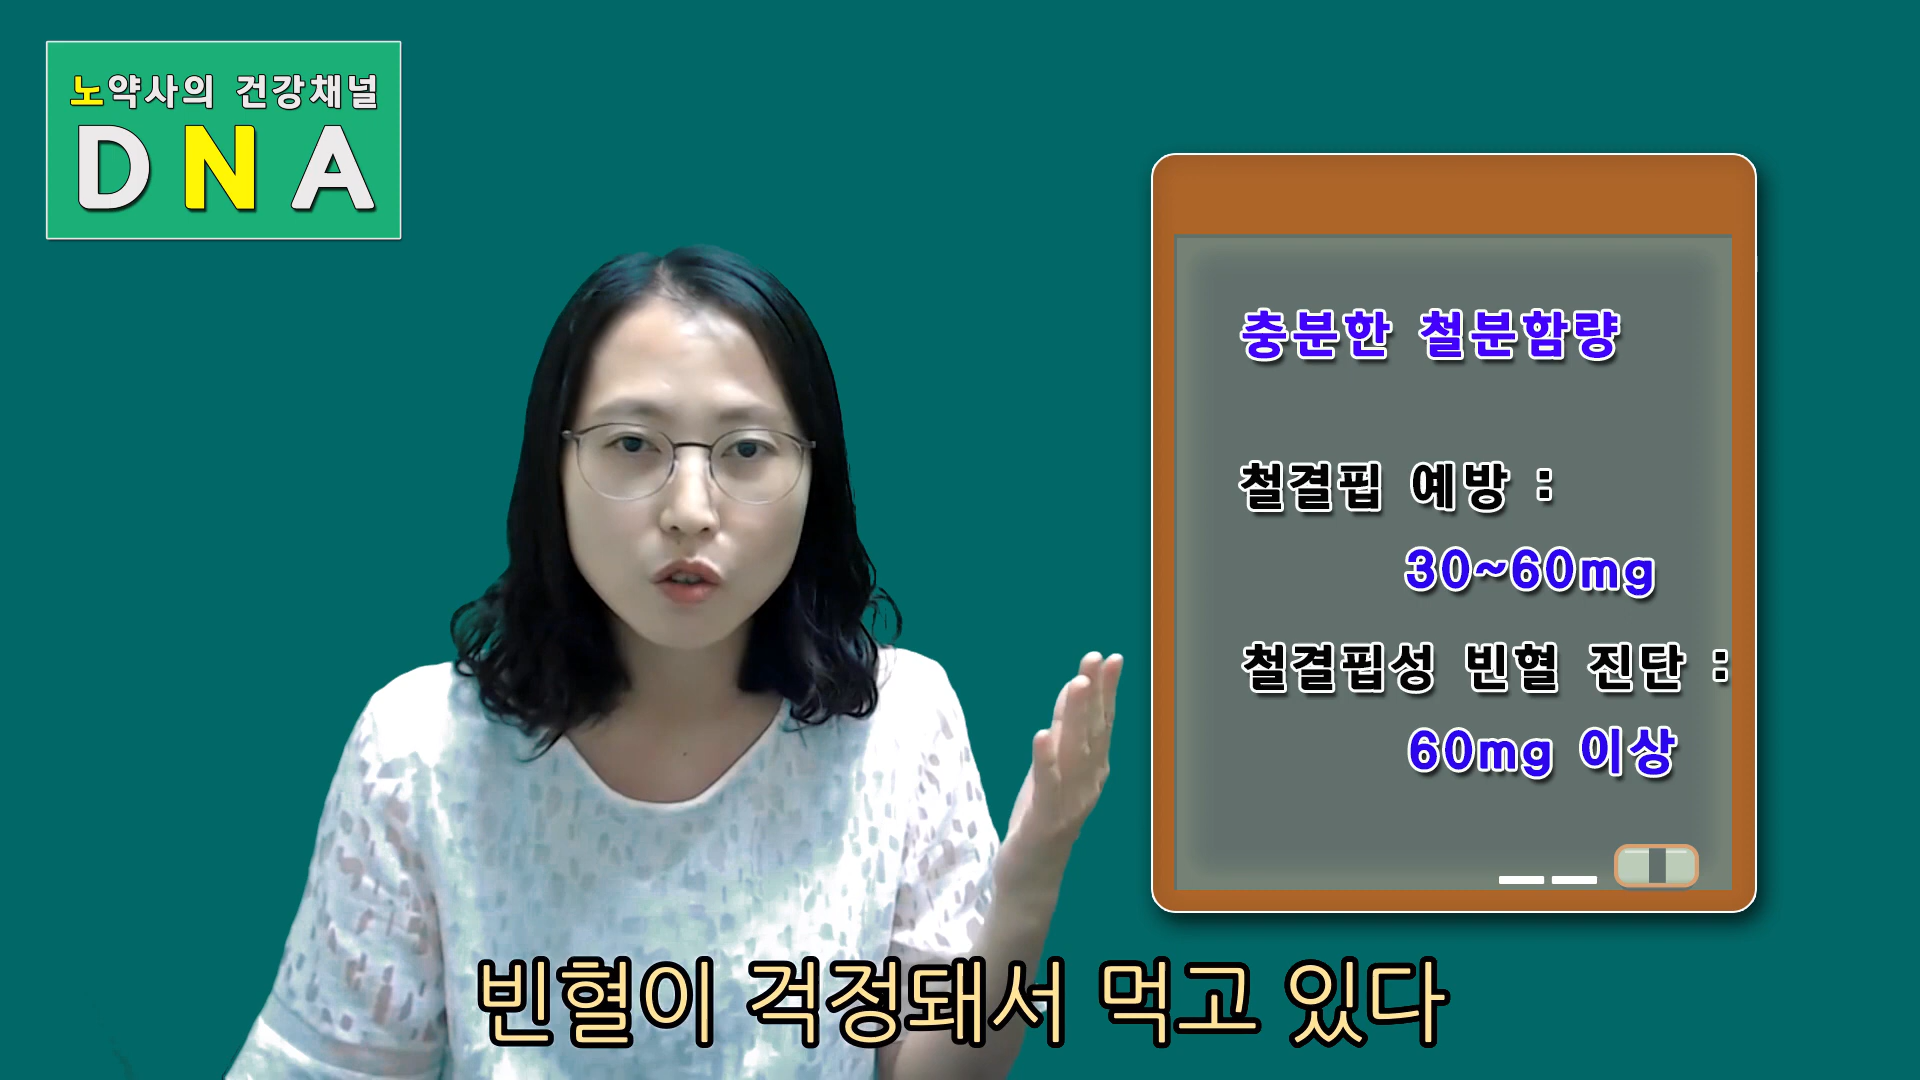 노약사의 건강채널
DNA
충분한 철분함량
철결핍 예방 :
30~60mg
철결핍성 빈혈 진단 :
60mg 이상
빈혈이 걱정돼서 먹고 있다